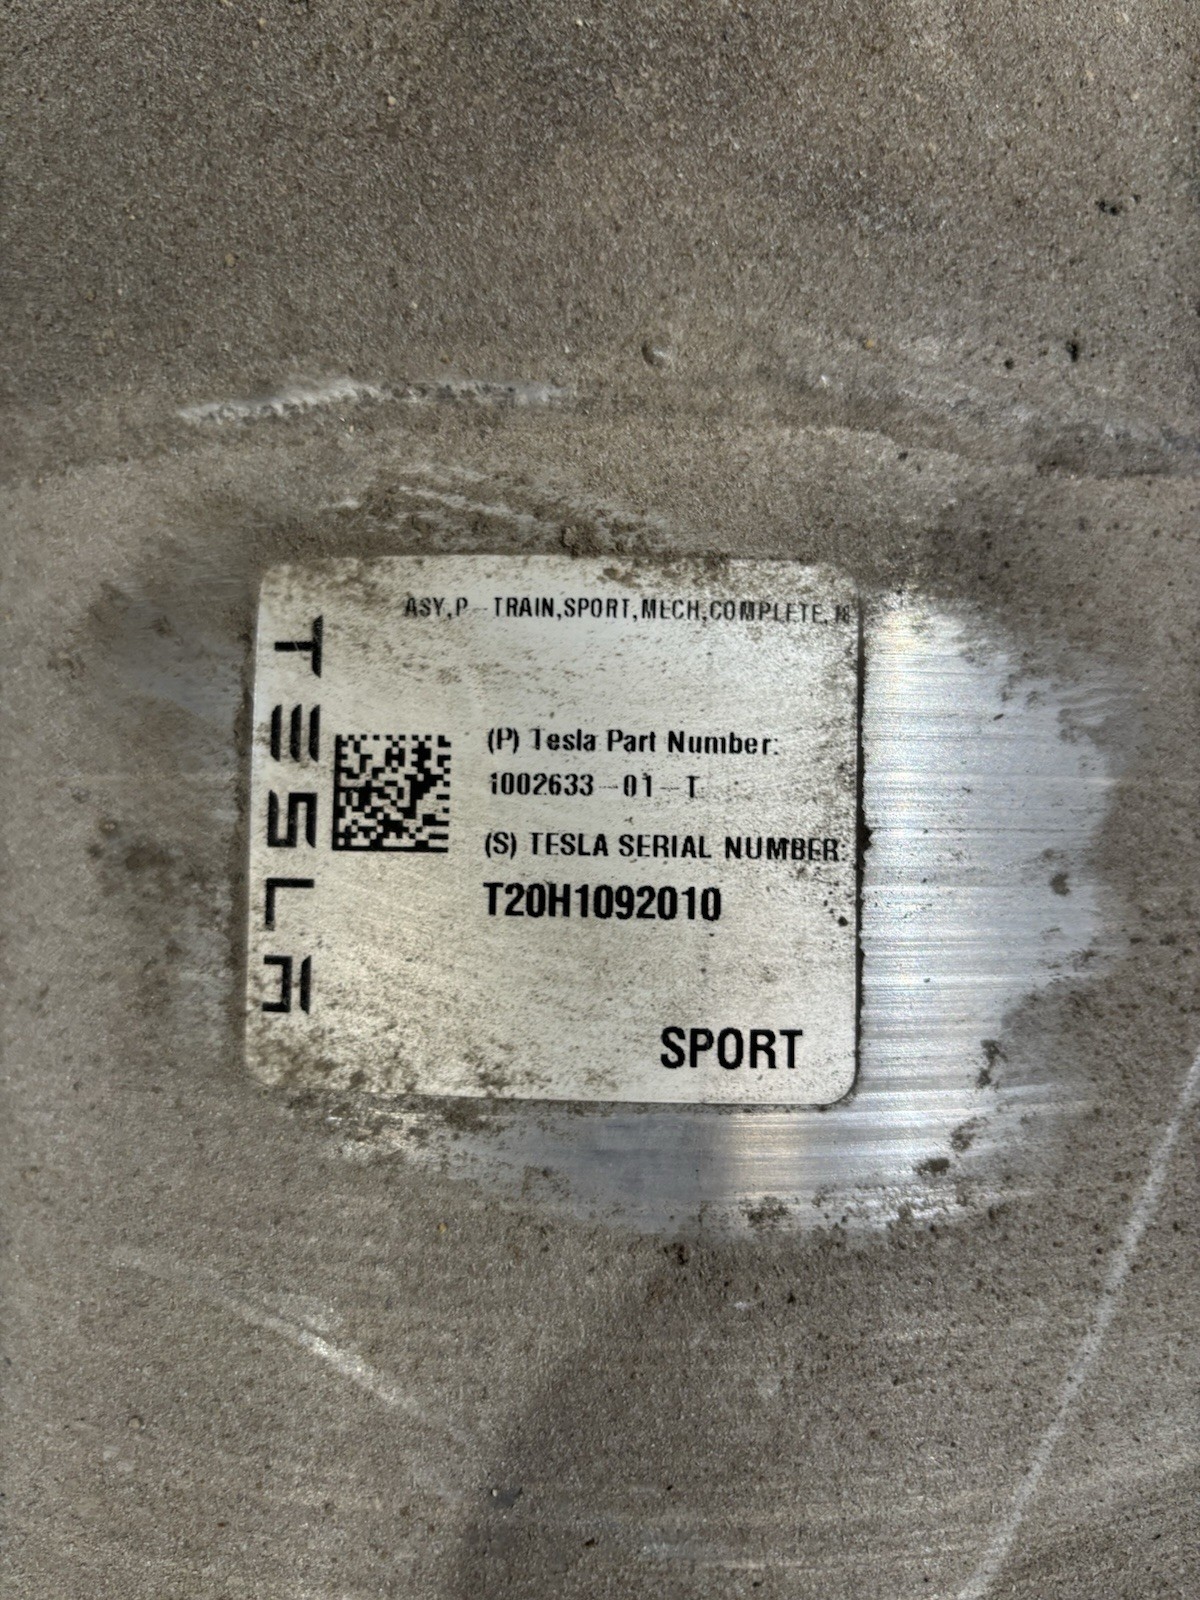 ASY,P-TRAIN,SPORT,MECH,COMPLETE,
TESLA
(P) Tesla Part Number:
1002633-01-T
(S) TESLA SERIAL NUMBER:
T20H1092010
SPORT